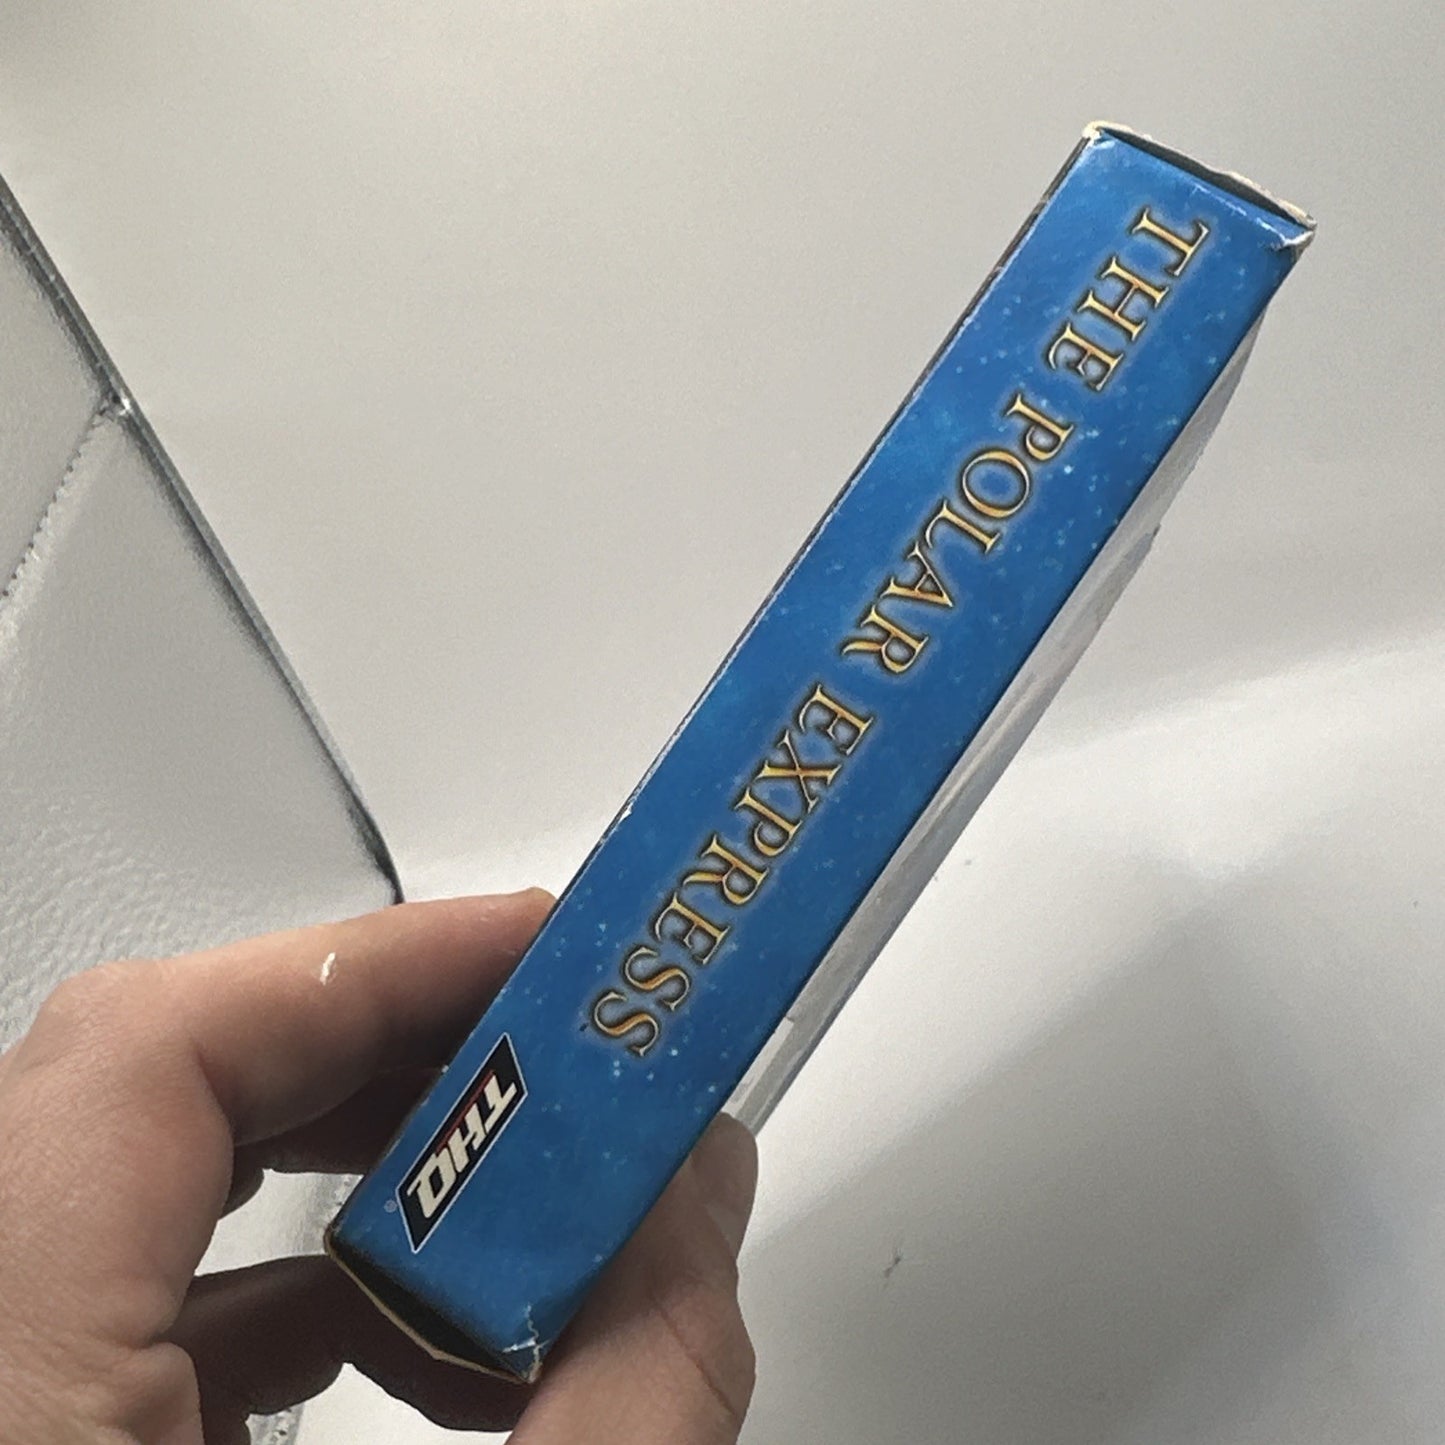 THE POLAR EXPRESS
THQ
®